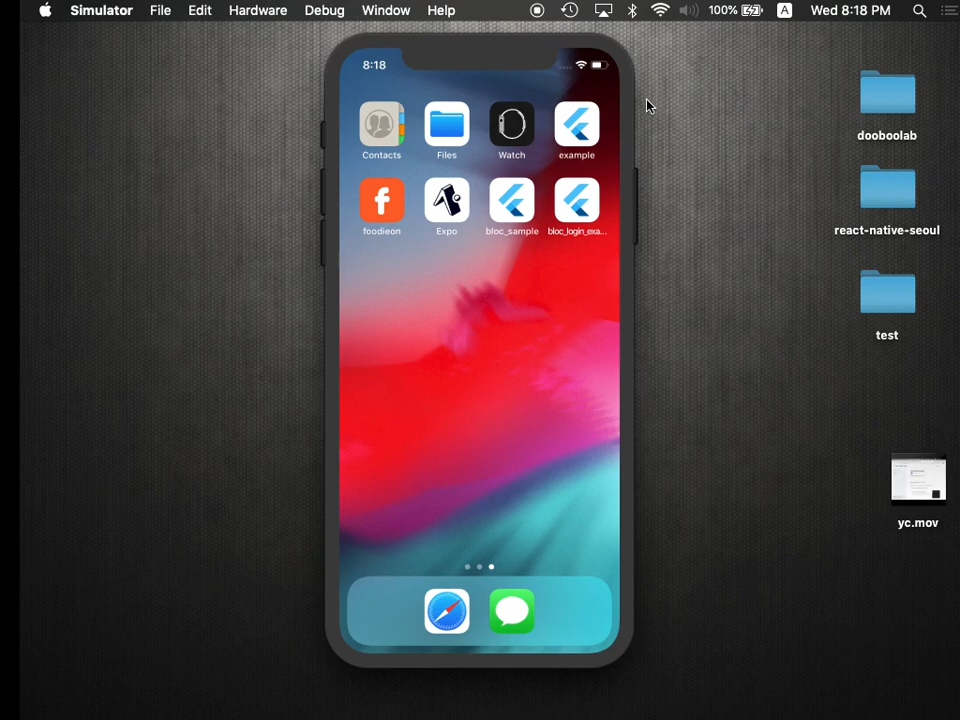 Simulator File Edit Hardware Debug Window Help 100% A Wed 8:18 PM
8:18
Contacts Files Watch example
f
foodieon Expo bloc_sample bloc_login_exa...
dooboolab
react-native-seoul
test
yc.mov